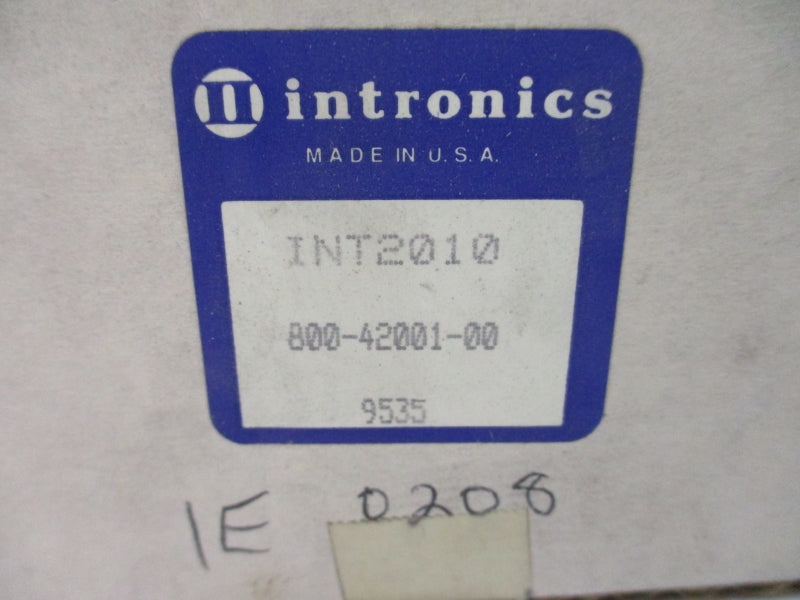 intronics
MADE IN U.S.A.
INT2010
800-42001-00
9535
IE 0208